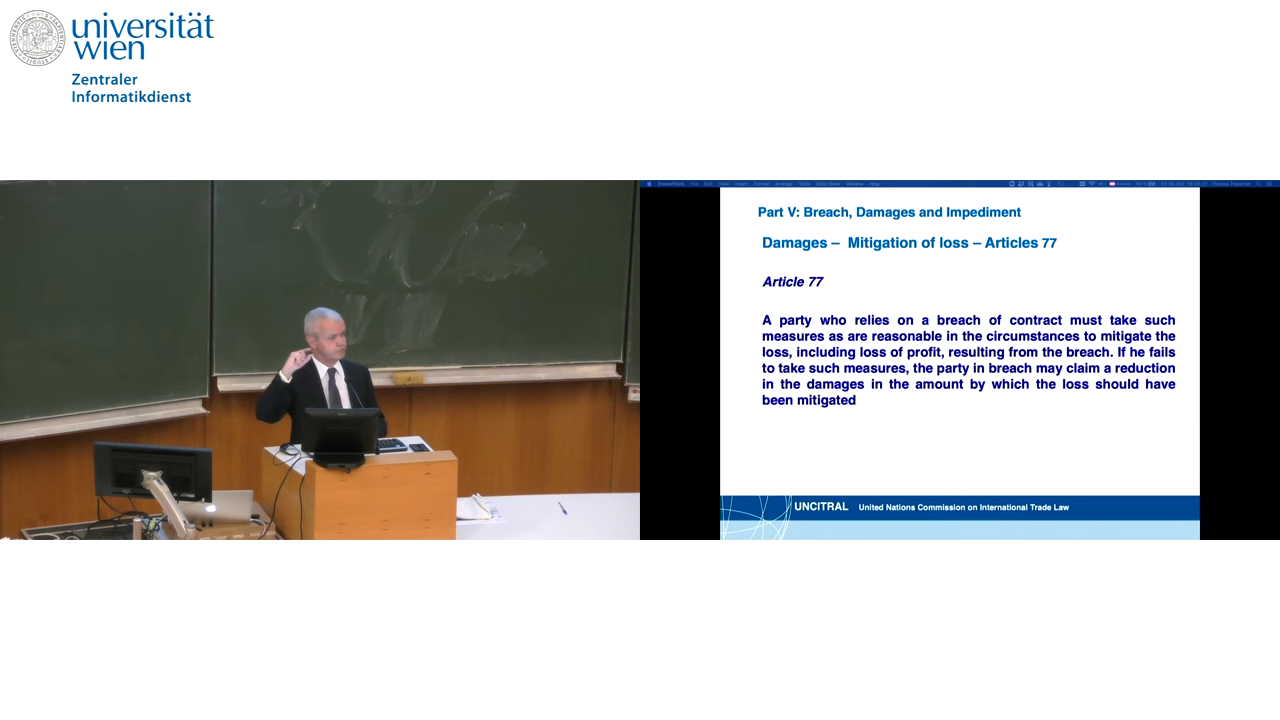 universität
wien
Zentraler
Informatikdienst
Part V: Breach, Damages and Impediment
Damages – Mitigation of loss – Articles 77
Article 77
A party who relies on a breach of contract must take such
measures as are reasonable in the circumstances to mitigate the
loss, including loss of profit, resulting from the breach. If he fails
to take such measures, the party in breach may claim a reduction
in the damages in the amount by which the loss should have
been mitigated
UNCITRAL United Nations Commission on International Trade Law